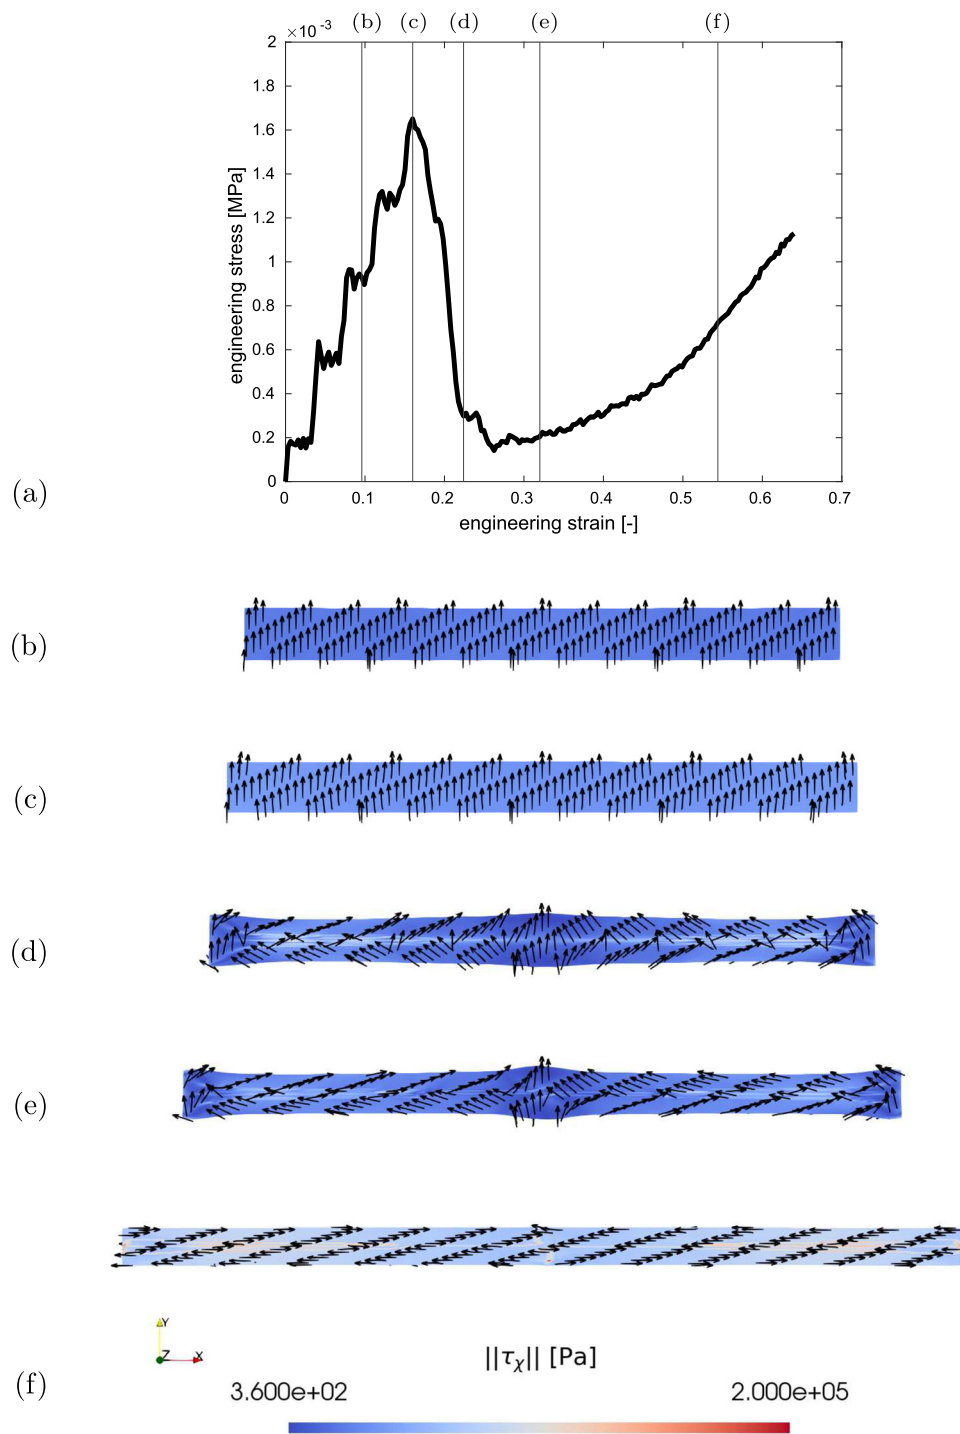 ×10 -3
(b) (c) (d) (e) (f)
2
1.8
1.6
1.4
1.2
1
0.8
0.6
0.4
0.2
0
engineering stress [MPa]
0 0.1 0.2 0.3 0.4 0.5 0.6 0.7
engineering strain [-]
(a)
(b)
(c)
(d)
(e)
Y
Z X
(f)
||τχ|| [Pa]
3.600e+02 2.000e+05